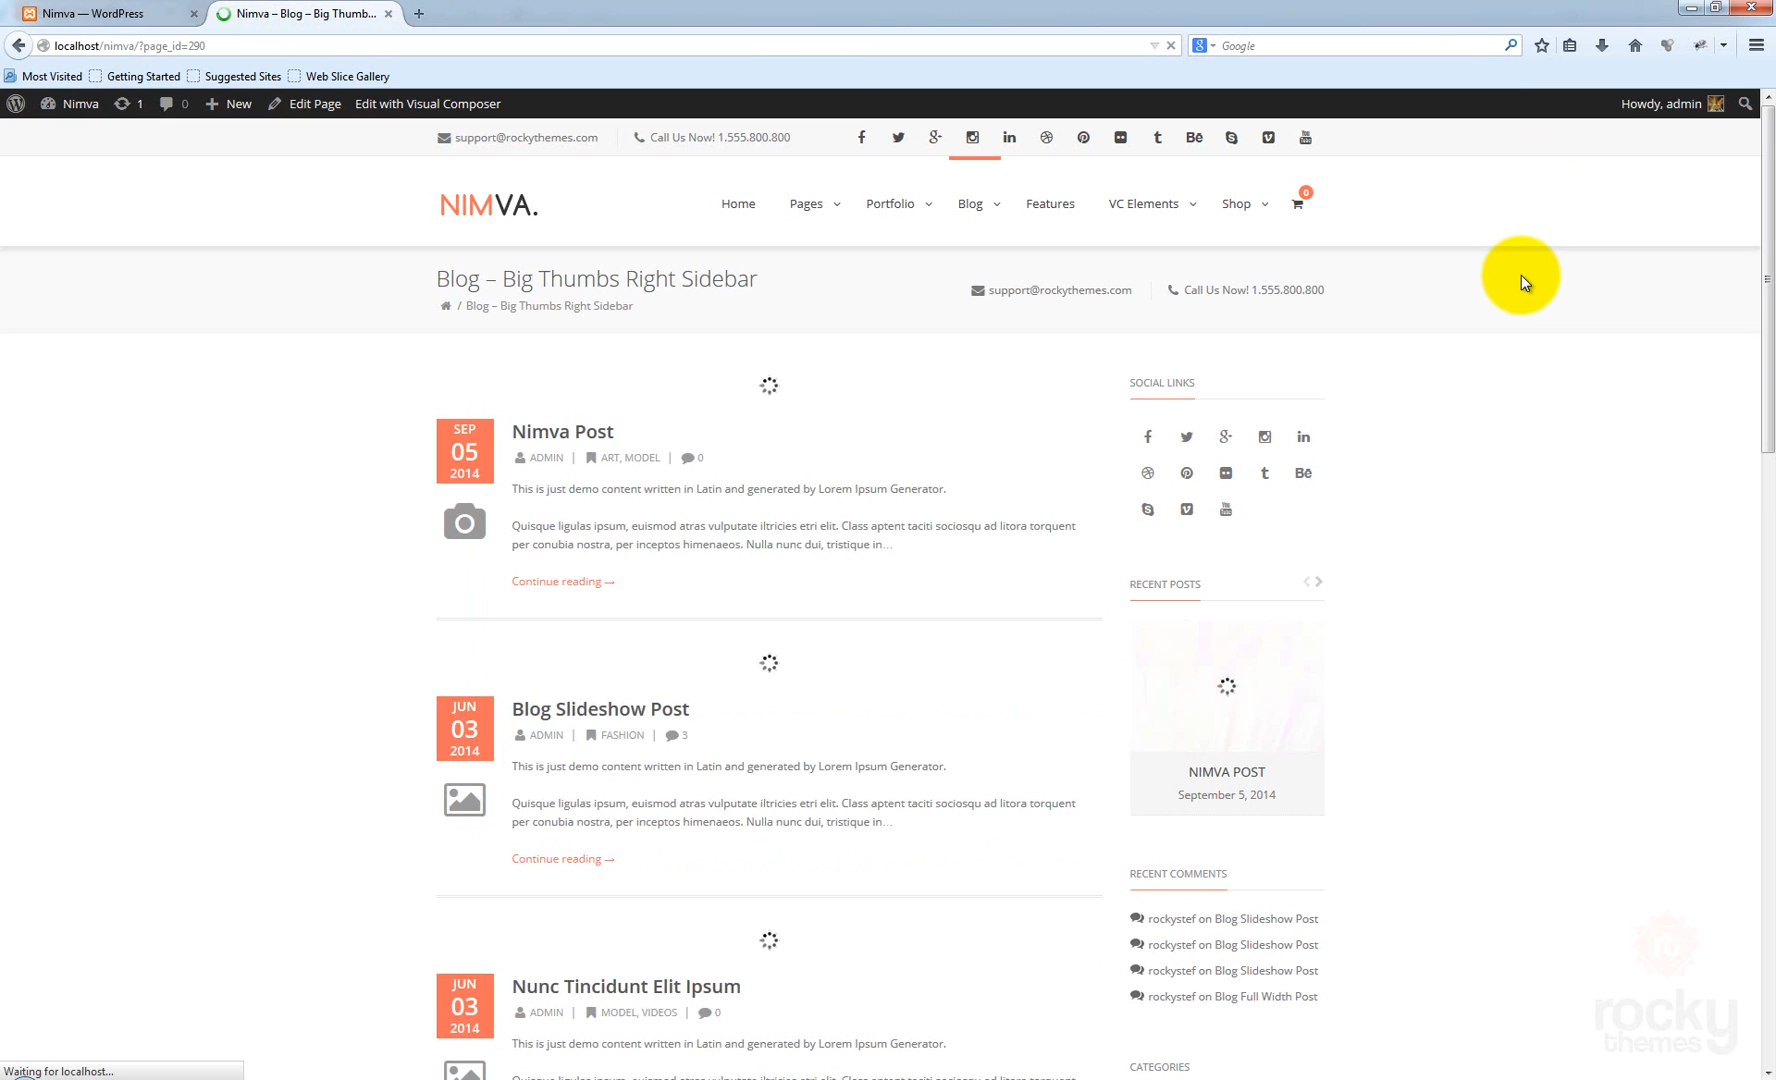 Nimva — WordPress
Nimva – Blog – Big Thumb...
localhost/nimva/?page_id=290
Google
Most Visited Getting Started Suggested Sites Web Slice Gallery
Nimva 1 0 New Edit Page Edit with Visual Composer Howdy, admin
support@rockythemes.com Call Us Now! 1.555.800.800
NIMVA. Home Pages Portfolio Blog Features VC Elements Shop 0
Blog – Big Thumbs Right Sidebar
/ Blog – Big Thumbs Right Sidebar
support@rockythemes.com Call Us Now! 1.555.800.800
SEP
05
2014
Nimva Post
ADMIN | ART, MODEL | 0
This is just demo content written in Latin and generated by Lorem Ipsum Generator.
Quisque ligulas ipsum, euismod atras vulputate iltricies etri elit. Class aptent taciti sociosqu ad litora torquent
per conubia nostra, per inceptos himenaeos. Nulla nunc dui, tristique in…
Continue reading →
JUN
03
2014
Blog Slideshow Post
ADMIN | FASHION | 3
This is just demo content written in Latin and generated by Lorem Ipsum Generator.
Quisque ligulas ipsum, euismod atras vulputate iltricies etri elit. Class aptent taciti sociosqu ad litora torquent
per conubia nostra, per inceptos himenaeos. Nulla nunc dui, tristique in…
Continue reading →
JUN
03
2014
Nunc Tincidunt Elit Ipsum
ADMIN | MODEL, VIDEOS | 0
This is just demo content written in Latin and generated by Lorem Ipsum Generator.
SOCIAL LINKS
RECENT POSTS
NIMVA POST
September 5, 2014
RECENT COMMENTS
rockystef on Blog Slideshow Post
rockystef on Blog Slideshow Post
rockystef on Blog Slideshow Post
rockystef on Blog Full Width Post
CATEGORIES
rocky
themes
Waiting for localhost...